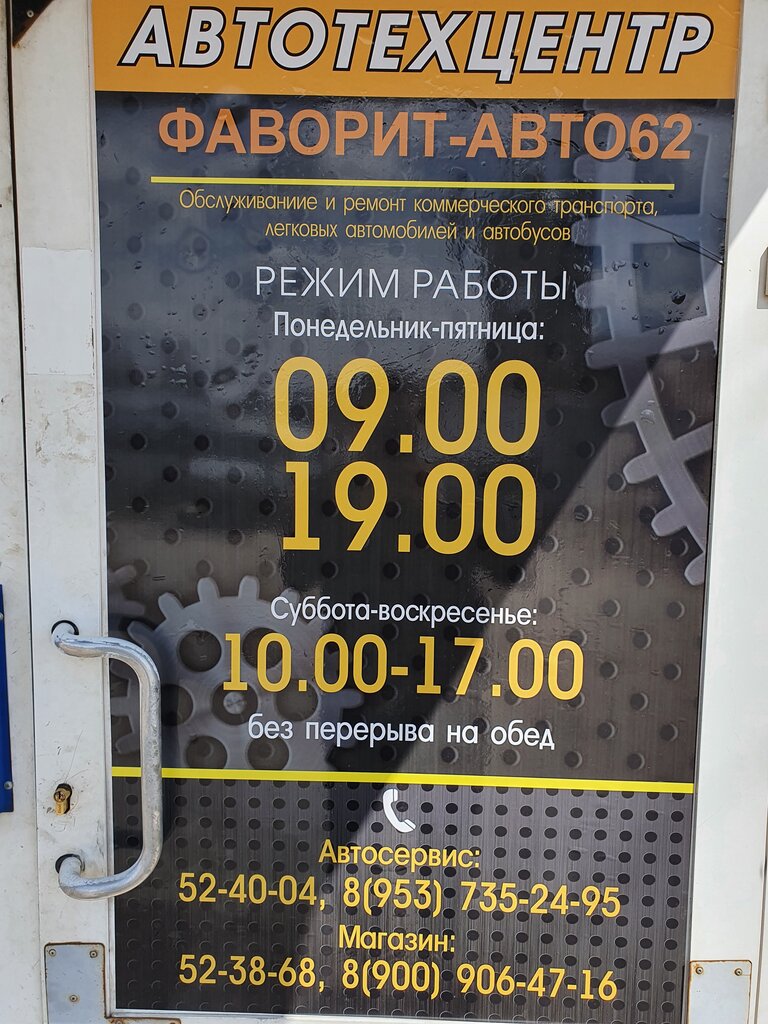 АВТОТЕХЦЕНТР
ФАВОРИТ-АВТО62
Обслуживаниие и ремонт коммерческого транспорта,
легковых автомобилей и автобусов
РЕЖИМ РАБОТЫ
Понедельник-пятница:
09.00
19.00
Суббота-воскресенье:
10.00-17.00
без перерыва на обед
Автосервис:
52-40-04, 8(953) 735-24-95
Магазин:
52-38-68, 8(900) 906-47-16